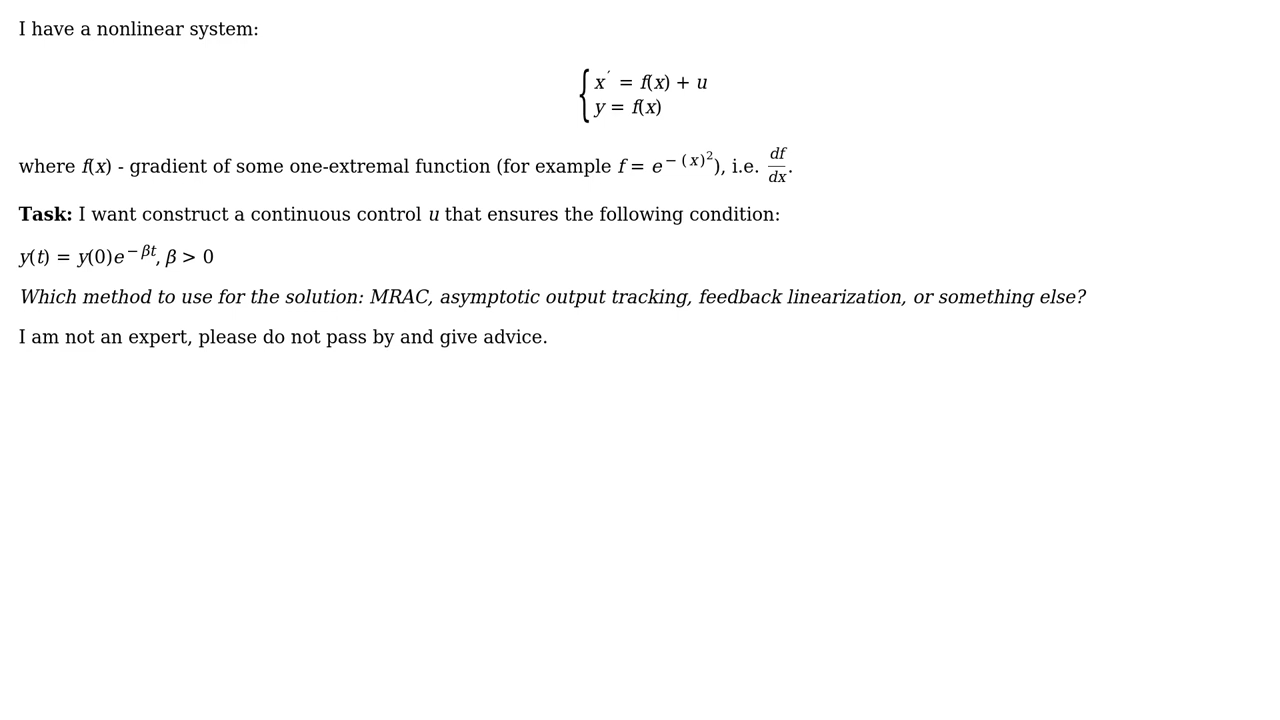 I have a nonlinear system:
{ x′ = f(x) + u
y = f(x)
where f(x) - gradient of some one-extremal function (for example f = e^{−(x)^2}), i.e. df/dx.
Task: I want construct a continuous control u that ensures the following condition:
y(t) = y(0)e^{−βt}, β > 0
Which method to use for the solution: MRAC, asymptotic output tracking, feedback linearization, or something else?
I am not an expert, please do not pass by and give advice.